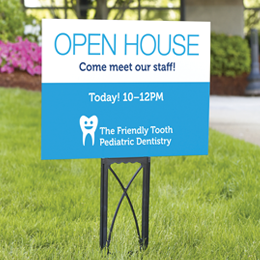 OPEN HOUSE
Come meet our staff!
Today! 10–12PM
The Friendly Tooth
Pediatric Dentistry